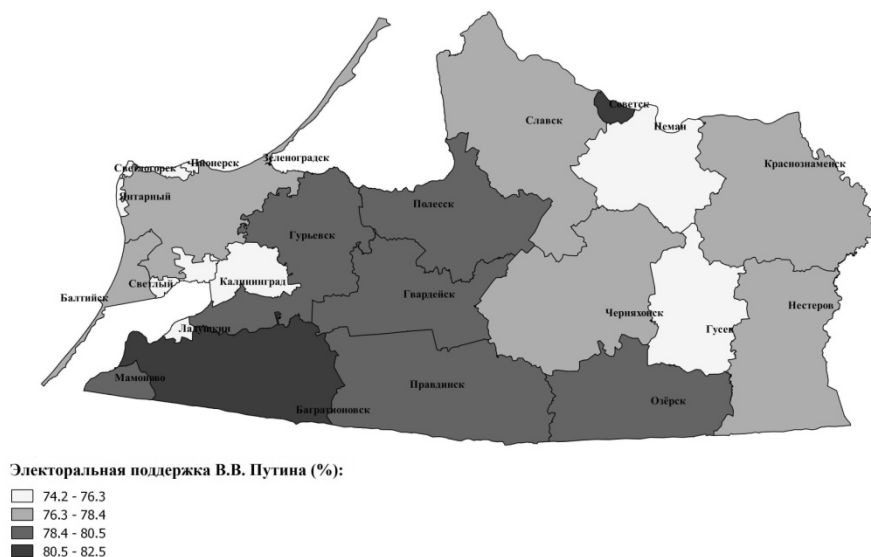 Советск
Славск
Неман
Светлогорск
Пионерск
Зеленоградск
Краснознаменск
Янтарный
Полесск
Гурьевск
Светлый
Калининград
Гвардейск
Балтийск
Нестеров
Ладушкин
Черняховск
Гусев
Мамоново
Правдинск
Озёрск
Багратионовск
Электоральная поддержка В.В. Путина (%):
74.2 - 76.3
76.3 - 78.4
78.4 - 80.5
80.5 - 82.5